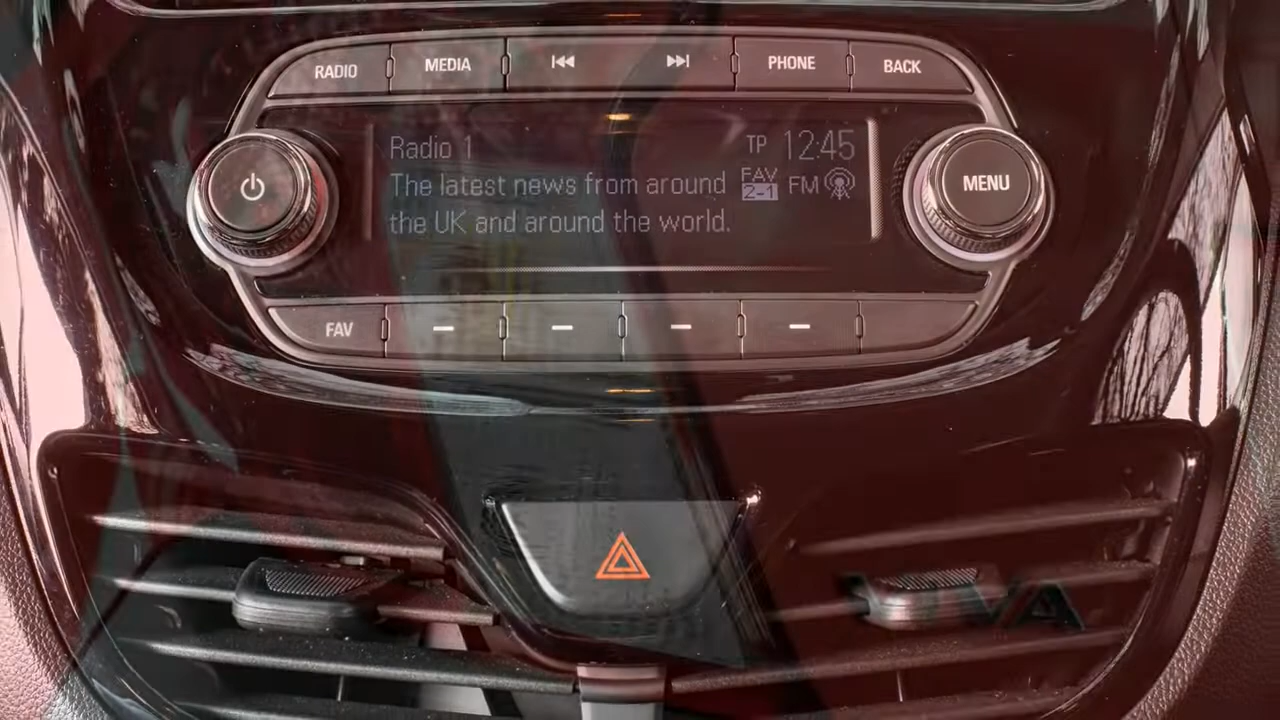 RADIO MEDIA PHONE BACK
Radio 1 TP 12:45
The latest news from around FAV FM
2-1
the UK and around the world.
MENU
FAV